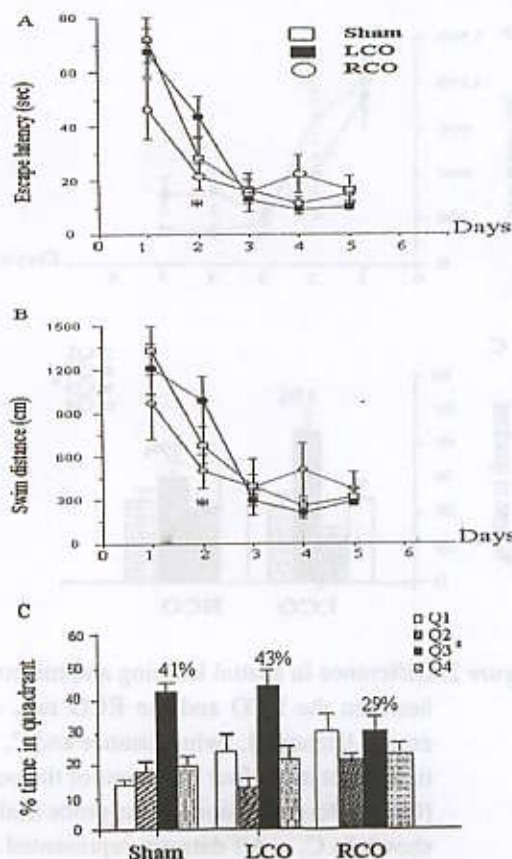 A
80
60
40
20
0
Escape latency (sec)
Sham
LCO
RCO
*
0 1 2 3 4 5 6
Days
B
1500
1200
900
600
300
0
Swim distance (cm)
*
0 1 2 3 4 5 6
Days
C
60
50
40
30
20
10
0
% time in quadrant
Q1
Q2
Q3*
Q4
41%
43%
29%
Sham LCO RCO